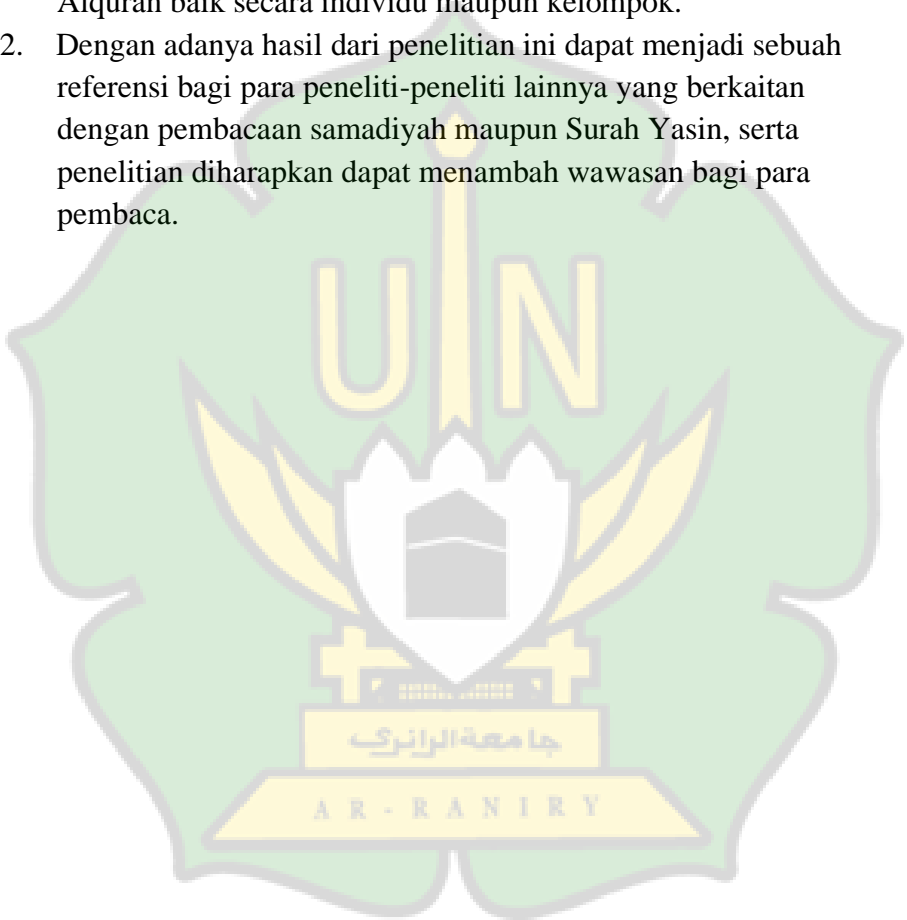 Alquran baik secara individu maupun kelompok.
2. Dengan adanya hasil dari penelitian ini dapat menjadi sebuah
referensi bagi para peneliti-peneliti lainnya yang berkaitan
dengan pembacaan samadiyah maupun Surah Yasin, serta
penelitian diharapkan dapat menambah wawasan bagi para
pembaca.
UIN
جامعة الرانري
AR-RANIRY